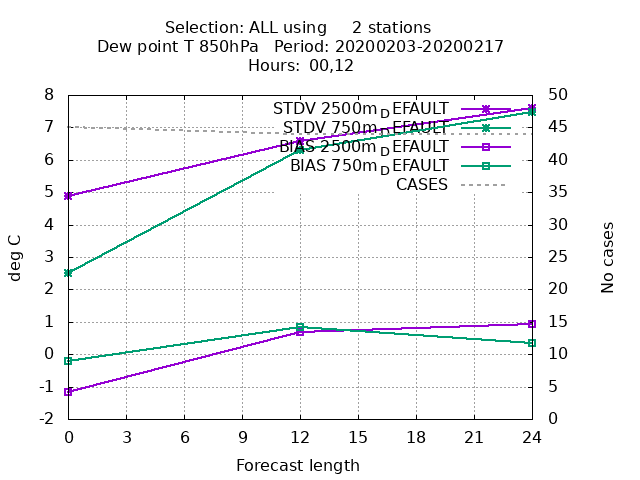 Selection: ALL using 2 stations
Dew point T 850hPa Period: 20200203-20200217
Hours: 00,12
8 50
7 45
6 40
5 35
4 30
3 25
2 20
1 15
0 10
-1 5
-2 0
STDV 2500m_DEFAULT
STDV 750m_DEFAULT
BIAS 2500m_DEFAULT
BIAS 750m_DEFAULT
CASES
deg C
No cases
0 3 6 9 12 15 18 21 24
Forecast length